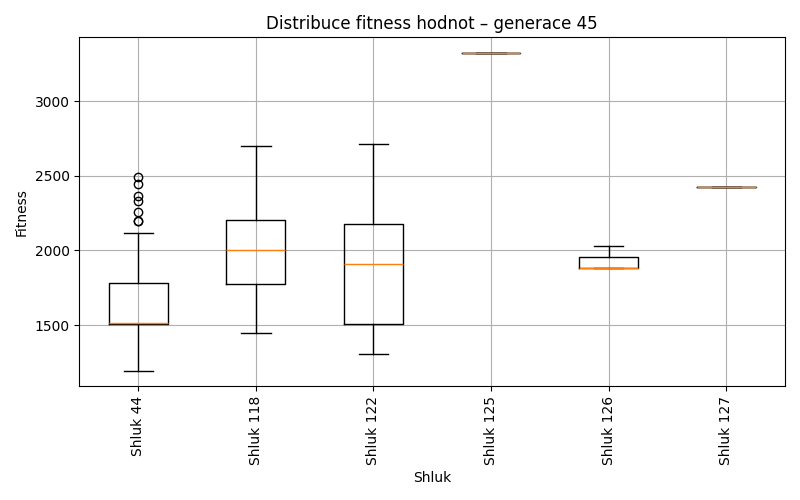 Distribuce fitness hodnot – generace 45
Fitness
3000
2500
2000
1500
Shluk 44
Shluk 118
Shluk 122
Shluk 125
Shluk 126
Shluk 127
Shluk